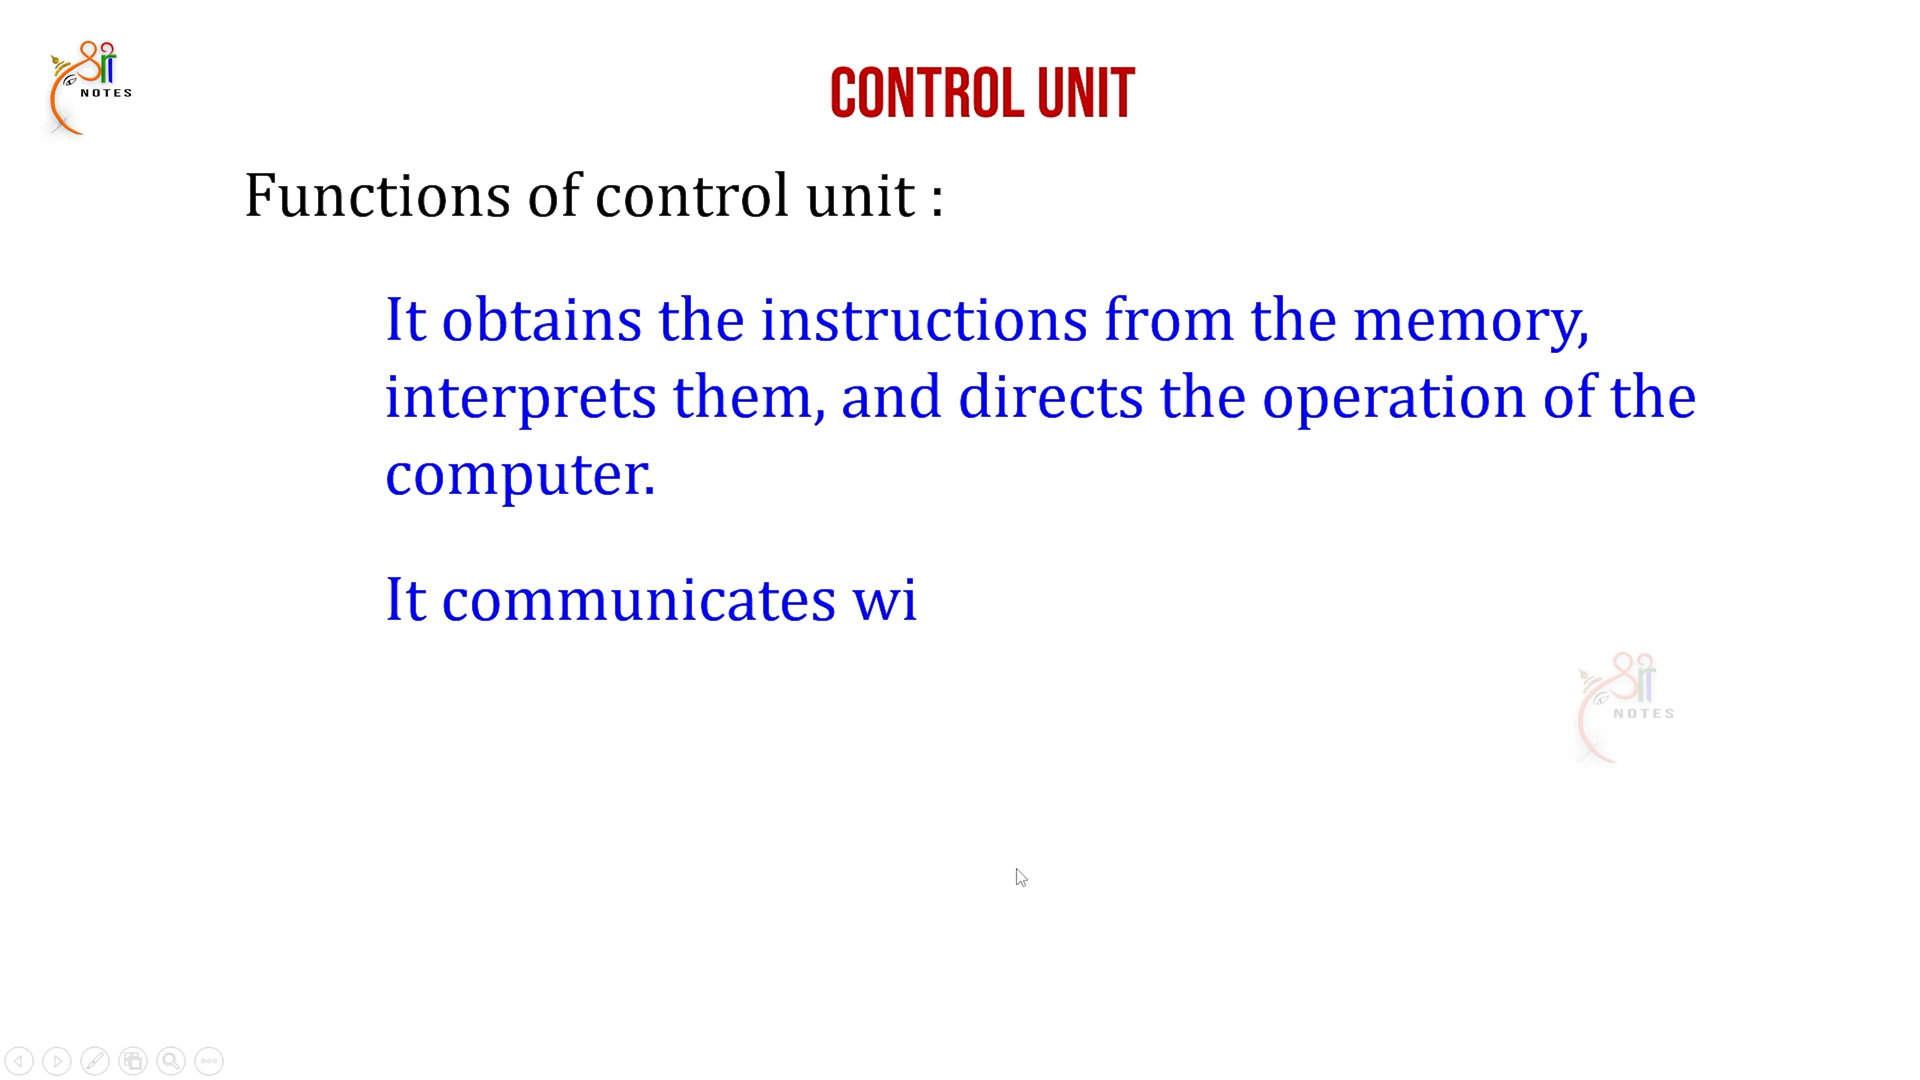 श्री
NOTES
CONTROL UNIT
Functions of control unit :
It obtains the instructions from the memory,
interprets them, and directs the operation of the
computer.
It communicates wi
श्री
NOTES